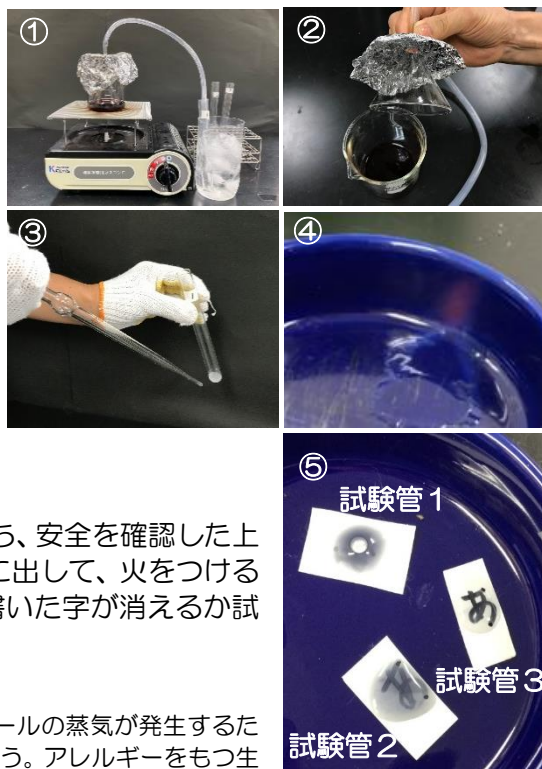 ①
②
③
④
⑤
試験管1
試験管3
試験管2
ち、安全を確認した上
に出して、火をつける
書いた字が消えるか試
ールの蒸気が発生するた
う。アレルギーをもつ生